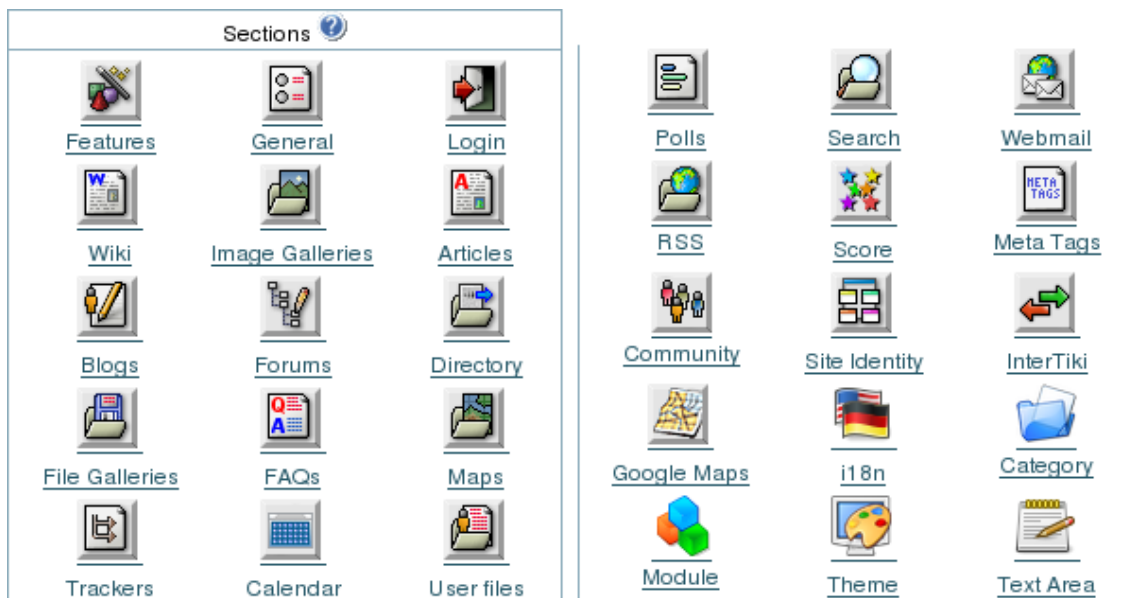 Sections ?
Features General Login
Wiki Image Galleries Articles
Blogs Forums Directory
File Galleries FAQs Maps
Trackers Calendar User files
Polls Search Webmail
META TAGS
RSS Score Meta Tags
Community Site Identity InterTiki
Google Maps i18n Category
Module Theme Text Area
W
A
Q
A